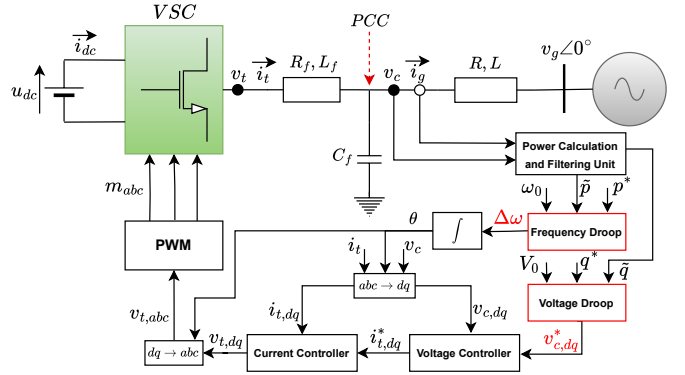 VSC
PCC
i_dc
u_dc
v_t
i_t
R_f, L_f
v_c
i_g
R, L
v_g∠0°
C_f
Power Calculation
and Filtering Unit
m_abc
ω_0
p̃
p*
PWM
θ
∫
Δω
Frequency Droop
i_t
v_c
V_0
q*
q̃
abc → dq
Voltage Droop
v_t,abc
i_t,dq
v_c,dq
dq → abc
v_t,dq
Current Controller
i*_t,dq
Voltage Controller
v*_c,dq